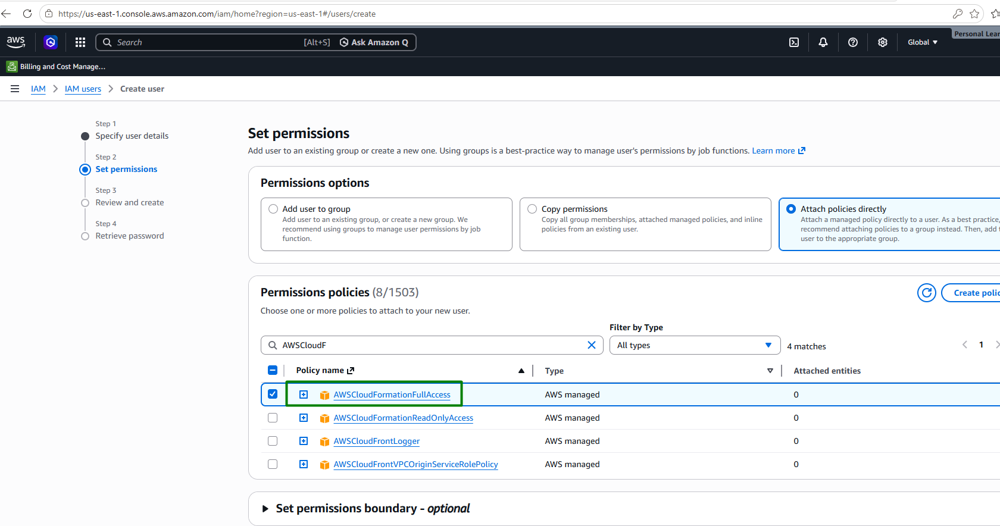 https://us-east-1.console.aws.amazon.com/iam/home?region=us-east-1#/users/create
aws
Search [Alt+S] Ask Amazon Q
Global
Personal Lear
Billing and Cost Manage...
IAM > IAM users > Create user
Step 1
Specify user details
Step 2
Set permissions
Step 3
Review and create
Step 4
Retrieve password
Set permissions
Add user to an existing group or create a new one. Using groups is a best-practice way to manage user's permissions by job functions. Learn more
Permissions options
Add user to group
Add user to an existing group, or create a new group. We
recommend using groups to manage user permissions by job
function.
Copy permissions
Copy all group memberships, attached managed policies, and inline
policies from an existing user.
Attach policies directly
Attach a managed policy directly to a user. As a best practice,
recommend attaching policies to a group instead. Then, add
user to the appropriate group.
Permissions policies (8/1503)
Create polic
Choose one or more policies to attach to your new user.
Filter by Type
AWSCloudF
All types
4 matches
1
Policy name Type Attached entities
AWSCloudFormationFullAccess AWS managed 0
AWSCloudFormationReadOnlyAccess AWS managed 0
AWSCloudFrontLogger AWS managed 0
AWSCloudFrontVPCOriginServiceRolePolicy AWS managed 0
Set permissions boundary - optional